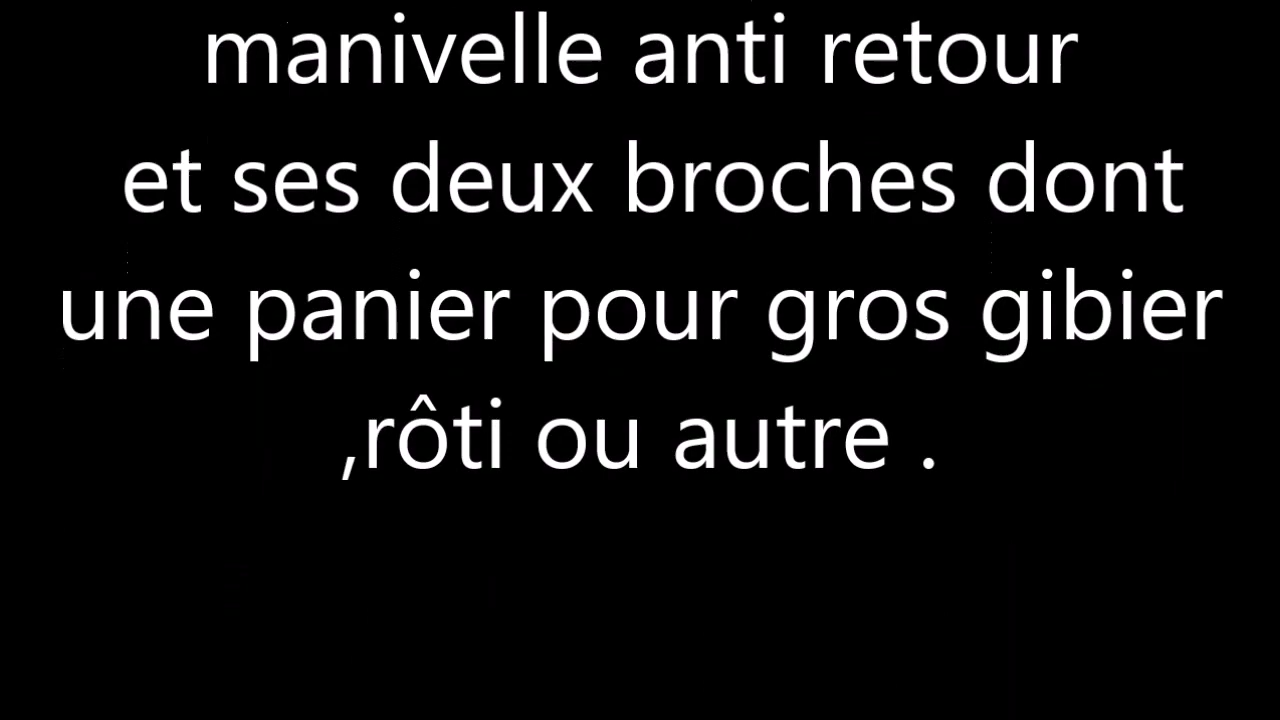 manivelle anti retour
et ses deux broches dont
une panier pour gros gibier
,rôti ou autre .